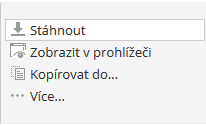 Stáhnout
Zobrazit v prohlížeči
Kopírovat do...
Více...